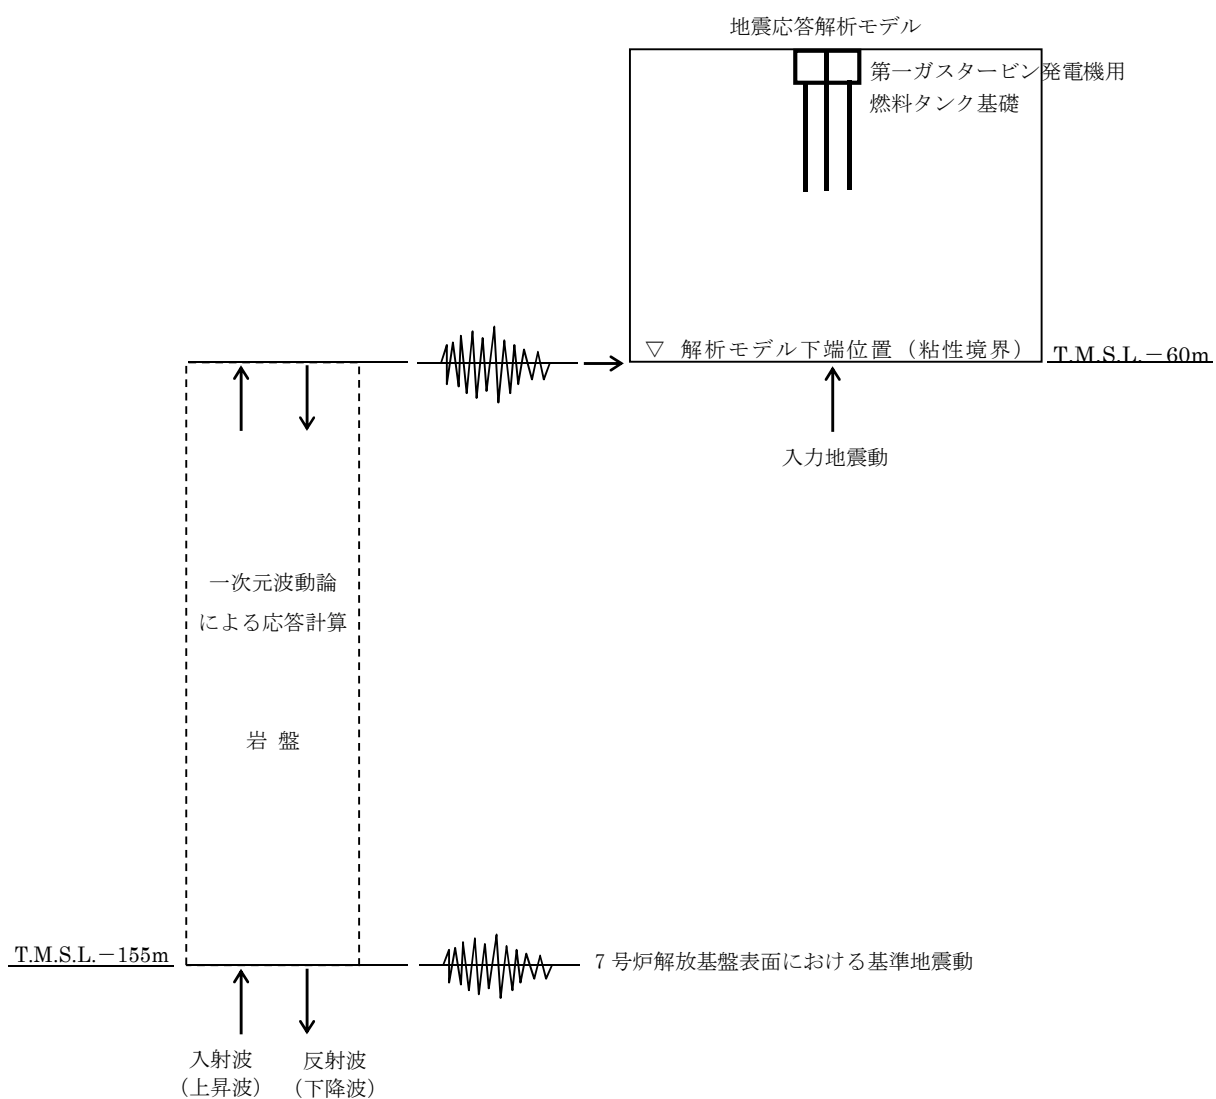 地震応答解析モデル
第一ガスタービン発電機用
燃料タンク基礎
▽ 解析モデル下端位置（粘性境界）
T.M.S.L.－60m
入力地震動
一次元波動論
による応答計算
岩 盤
T.M.S.L.－155m
7 号炉解放基盤表面における基準地震動
入射波
（上昇波）
反射波
（下降波）